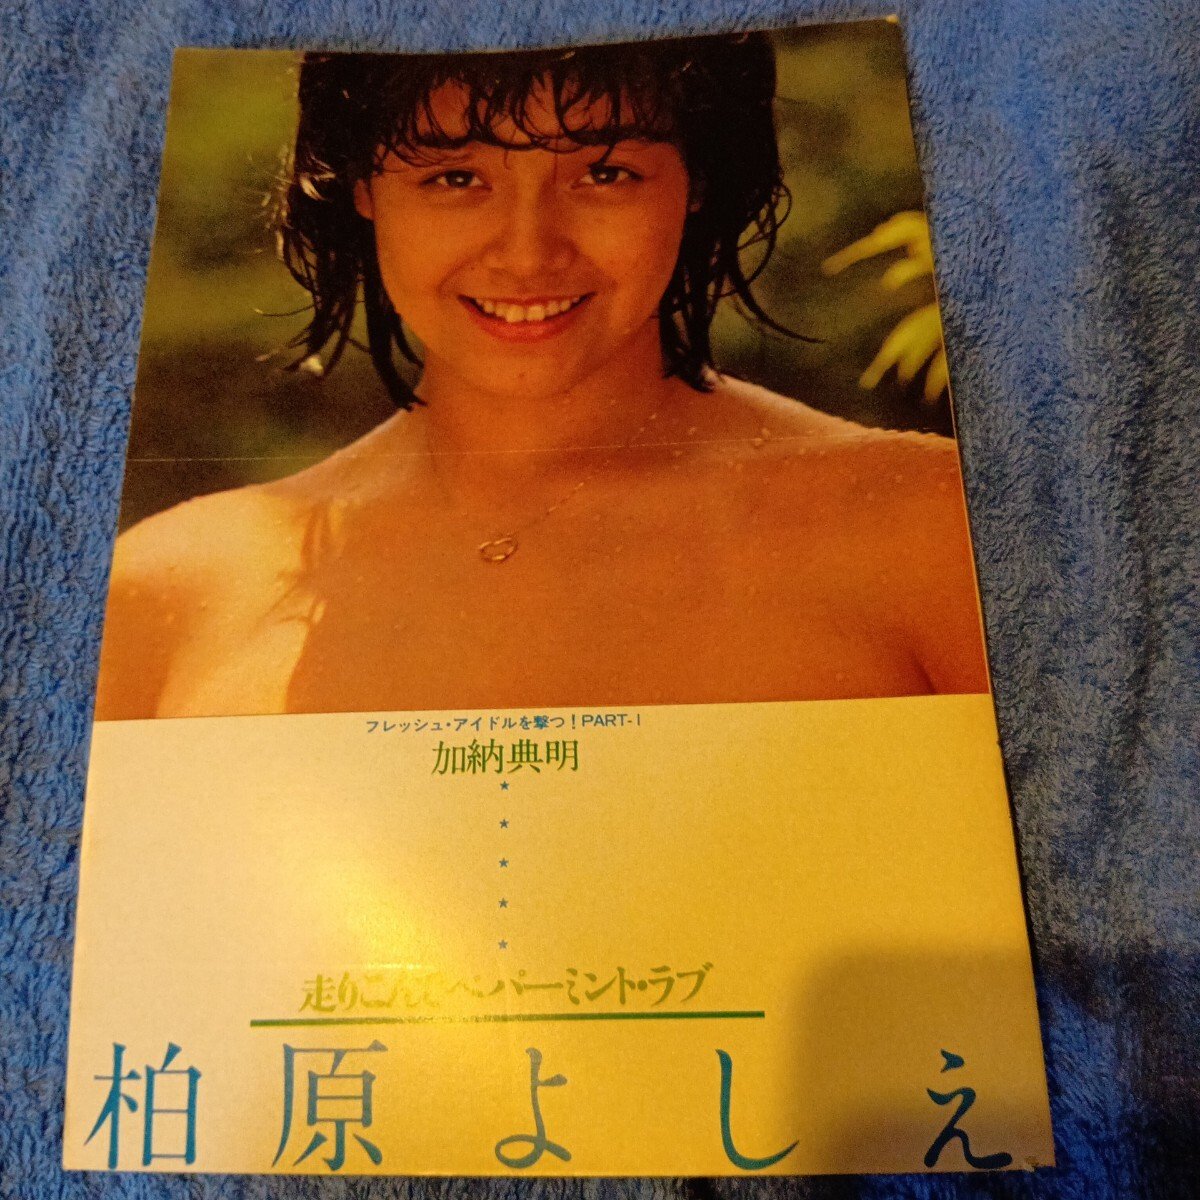 フレッシュ・アイドルを撃つ!PART-I
加納典明
走りこんでペパーミント・ラブ
柏原よしえ